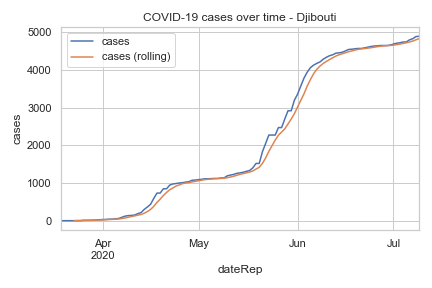 COVID-19 cases over time - Djibouti
cases
cases (rolling)
5000
4000
3000
2000
1000
0
cases
Apr
2020
May
Jun
Jul
dateRep